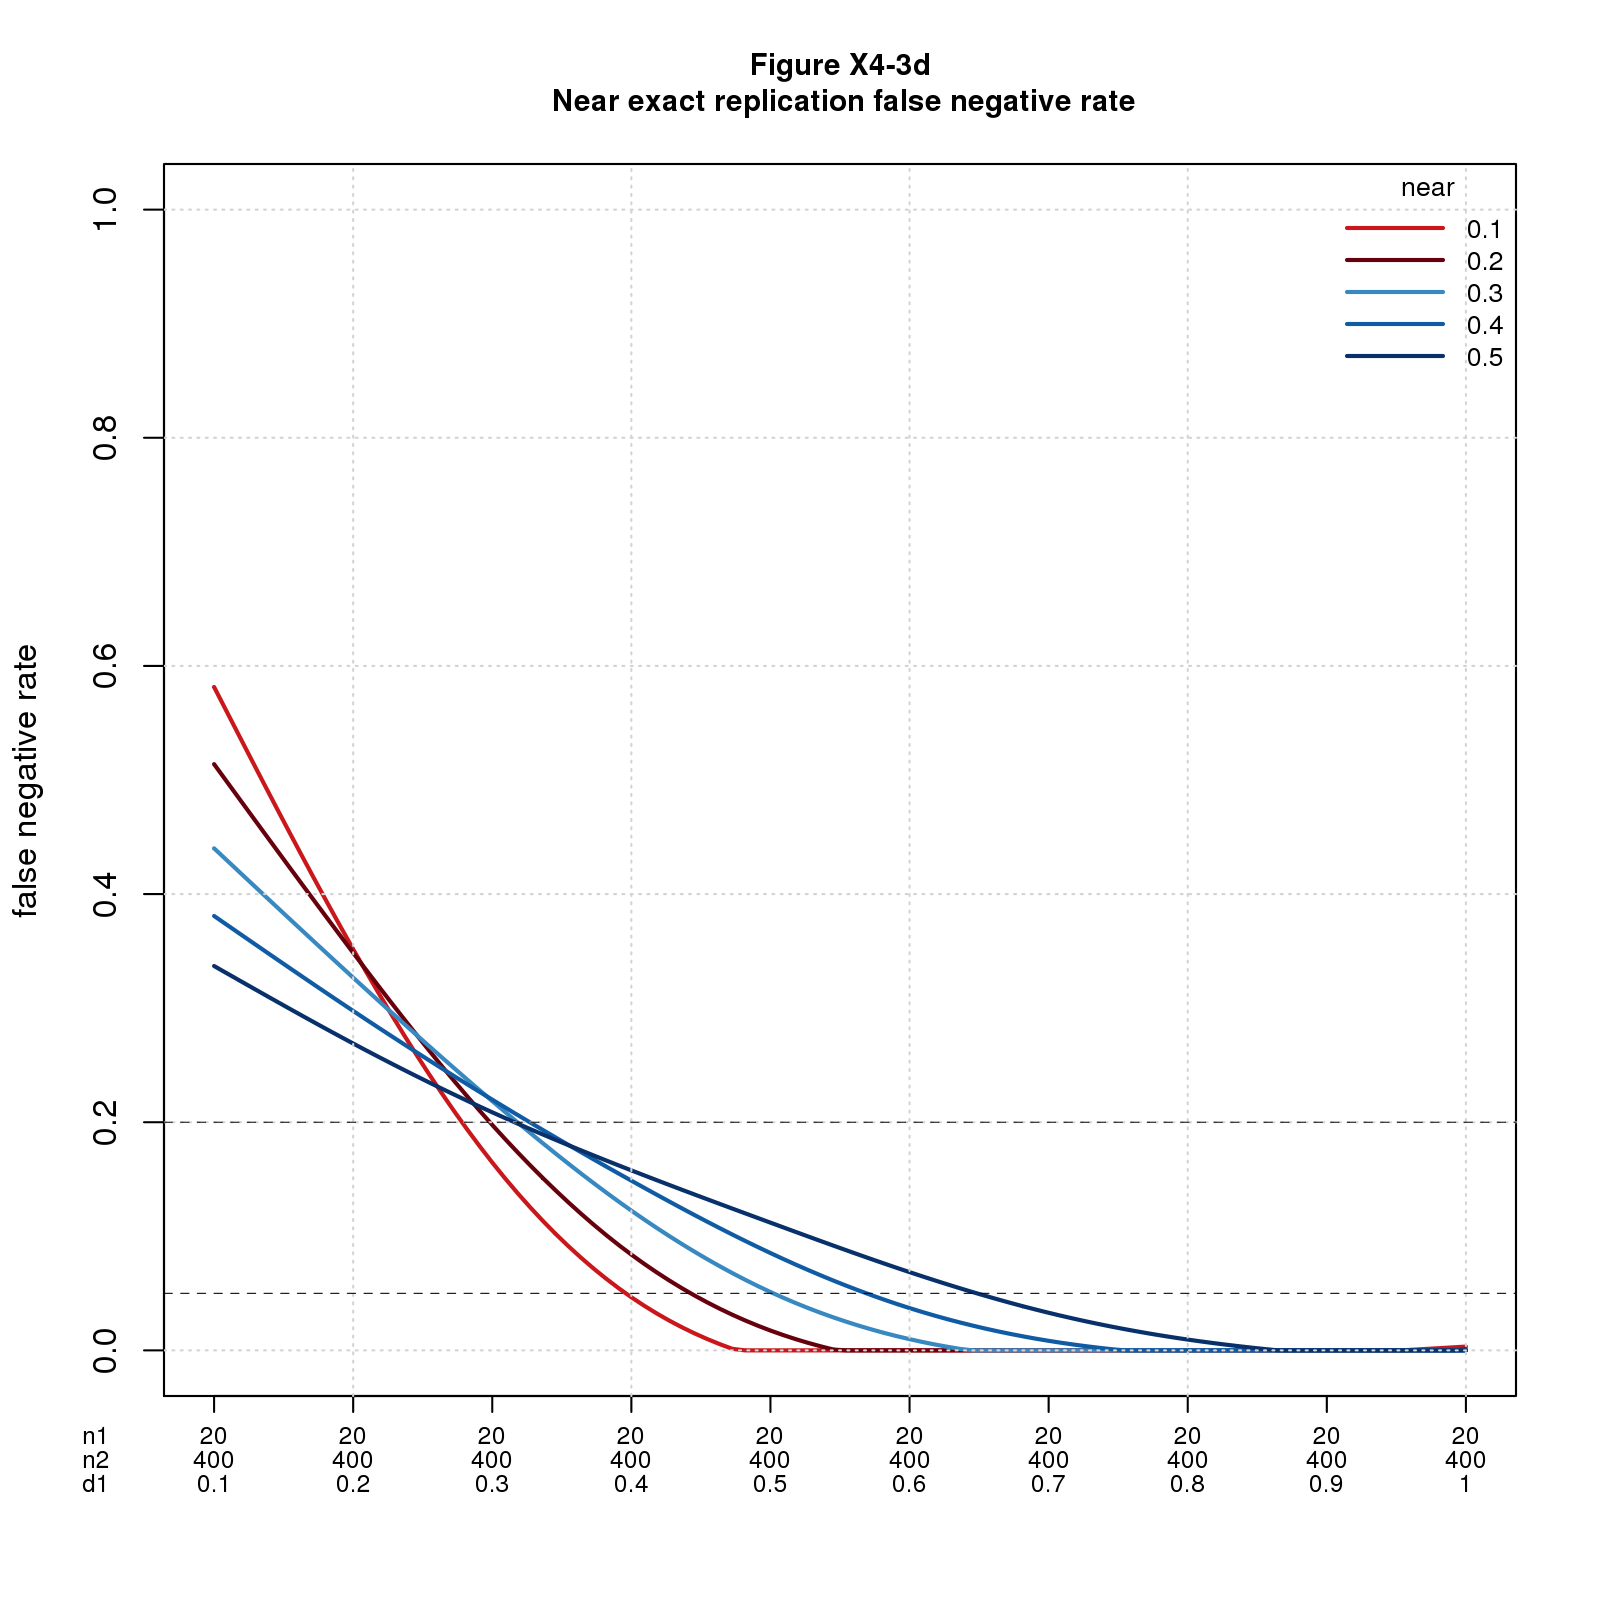 Figure X4-3d
Near exact replication false negative rate
near
0.1
0.2
0.3
0.4
0.5
false negative rate
1.0
0.8
0.6
0.4
0.2
0.0
n1 20 20 20 20 20 20 20 20 20 20
n2 400 400 400 400 400 400 400 400 400 400
d1 0.1 0.2 0.3 0.4 0.5 0.6 0.7 0.8 0.9 1